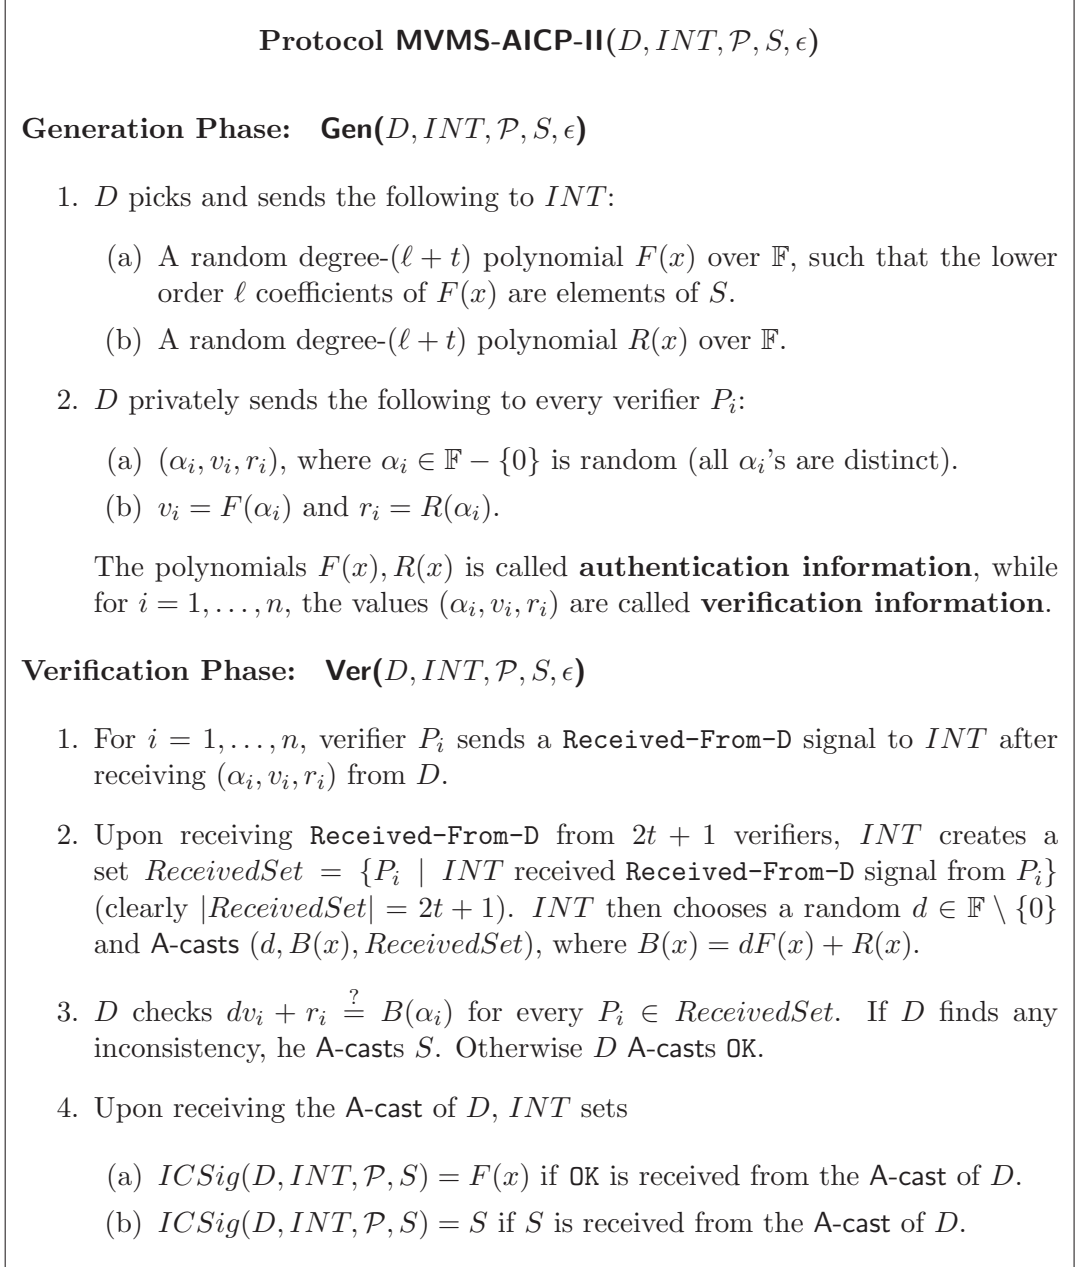 Protocol MVMS-AICP-II(D, INT, 𝒫, S, ϵ)
Generation Phase: Gen(D, INT, 𝒫, S, ϵ)
1. D picks and sends the following to INT:
(a) A random degree-(ℓ + t) polynomial F(x) over 𝔽, such that the lower
order ℓ coefficients of F(x) are elements of S.
(b) A random degree-(ℓ + t) polynomial R(x) over 𝔽.
2. D privately sends the following to every verifier P_i:
(a) (α_i, v_i, r_i), where α_i ∈ 𝔽 − {0} is random (all α_i's are distinct).
(b) v_i = F(α_i) and r_i = R(α_i).
The polynomials F(x), R(x) is called authentication information, while
for i = 1, . . . , n, the values (α_i, v_i, r_i) are called verification information.
Verification Phase: Ver(D, INT, 𝒫, S, ϵ)
1. For i = 1, . . . , n, verifier P_i sends a Received-From-D signal to INT after
receiving (α_i, v_i, r_i) from D.
2. Upon receiving Received-From-D from 2t + 1 verifiers, INT creates a
set ReceivedSet = {P_i | INT received Received-From-D signal from P_i}
(clearly |ReceivedSet| = 2t + 1). INT then chooses a random d ∈ 𝔽 \ {0}
and A-casts (d, B(x), ReceivedSet), where B(x) = dF(x) + R(x).
3. D checks dv_i + r_i ≟ B(α_i) for every P_i ∈ ReceivedSet. If D finds any
inconsistency, he A-casts S. Otherwise D A-casts OK.
4. Upon receiving the A-cast of D, INT sets
(a) ICSig(D, INT, 𝒫, S) = F(x) if OK is received from the A-cast of D.
(b) ICSig(D, INT, 𝒫, S) = S if S is received from the A-cast of D.